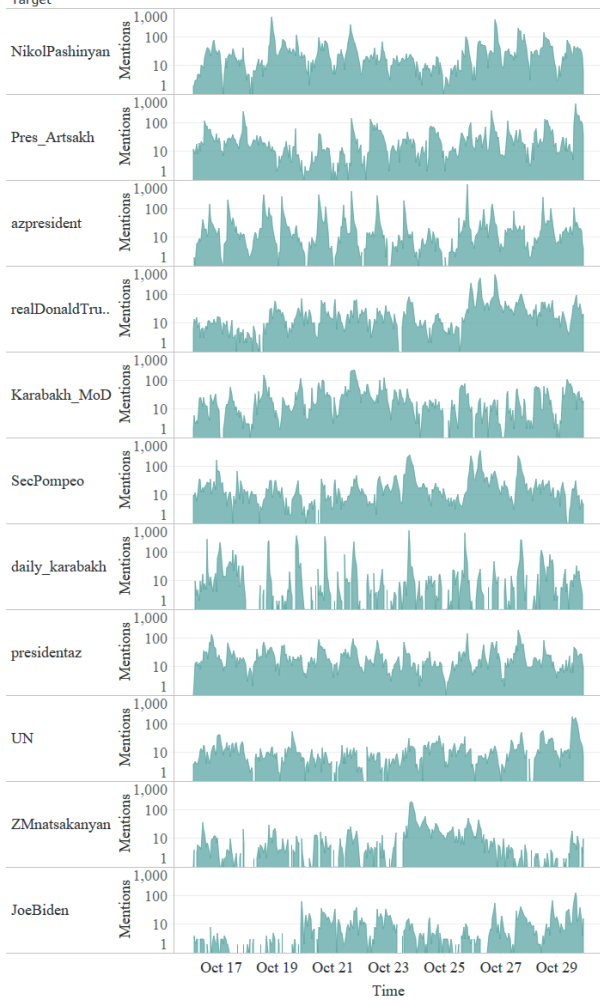 Target
NikolPashinyan
Mentions
1,000
100
10
1
Pres_Artsakh
Mentions
1,000
100
10
1
azpresident
Mentions
1,000
100
10
1
realDonaldTru..
Mentions
1,000
100
10
1
Karabakh_MoD
Mentions
1,000
100
10
1
SecPompeo
Mentions
1,000
100
10
1
daily_karabakh
Mentions
1,000
100
10
1
presidentaz
Mentions
1,000
100
10
1
UN
Mentions
1,000
100
10
1
ZMnatsakanyan
Mentions
1,000
100
10
1
JoeBiden
Mentions
1,000
100
10
1
Oct 17 Oct 19 Oct 21 Oct 23 Oct 25 Oct 27 Oct 29
Time